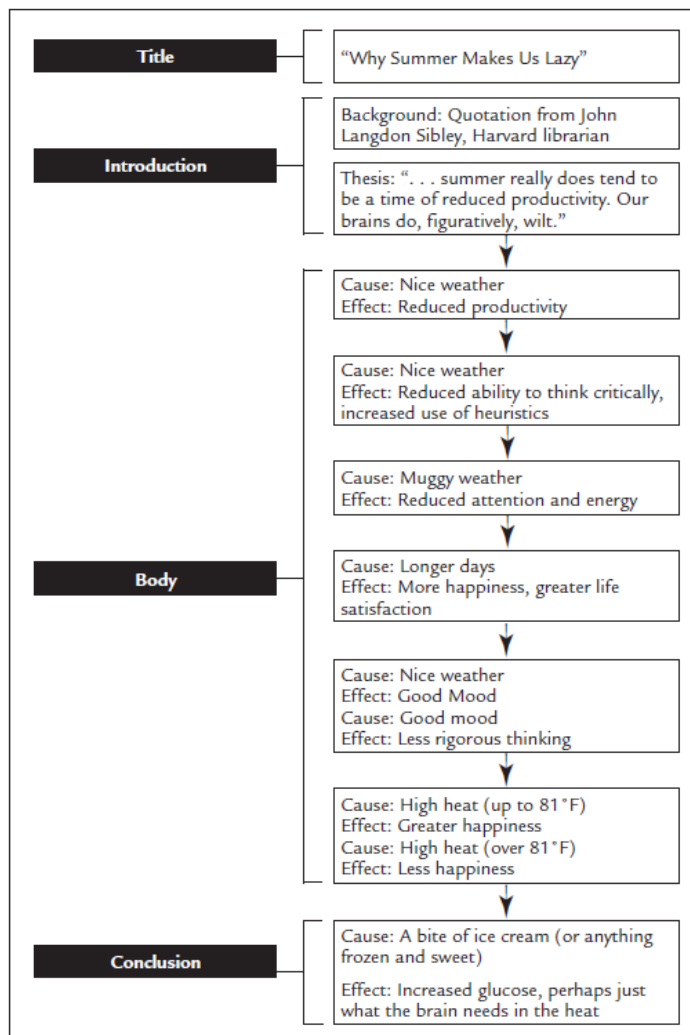 Title
“Why Summer Makes Us Lazy”
Introduction
Background: Quotation from John
Langdon Sibley, Harvard librarian
Thesis: “. . . summer really does tend to
be a time of reduced productivity. Our
brains do, figuratively, wilt.”
Body
Cause: Nice weather
Effect: Reduced productivity
Cause: Nice weather
Effect: Reduced ability to think critically,
increased use of heuristics
Cause: Muggy weather
Effect: Reduced attention and energy
Cause: Longer days
Effect: More happiness, greater life
satisfaction
Cause: Nice weather
Effect: Good Mood
Cause: Good mood
Effect: Less rigorous thinking
Cause: High heat (up to 81°F)
Effect: Greater happiness
Cause: High heat (over 81°F)
Effect: Less happiness
Conclusion
Cause: A bite of ice cream (or anything
frozen and sweet)
Effect: Increased glucose, perhaps just
what the brain needs in the heat